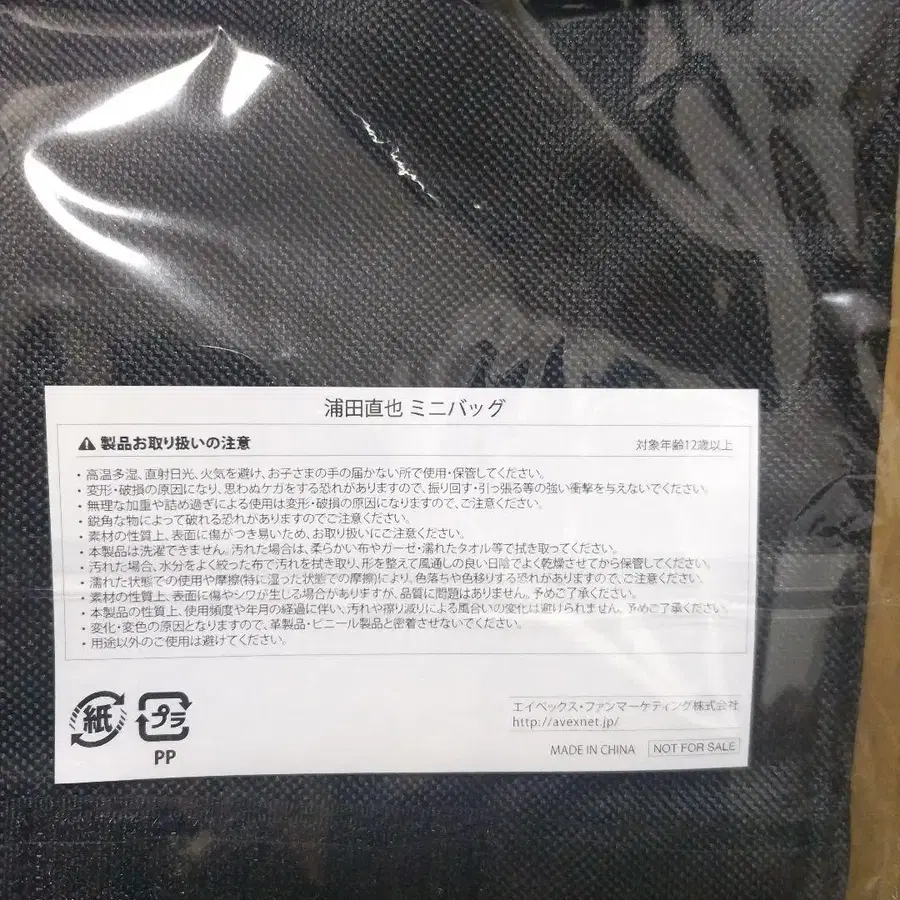 浦田直也 ミニバッグ
製品お取り扱いの注意
対象年齢12歳以上
・高温多湿、直射日光、火気を避け、お子さまの手の届かない所で使用・保管してください。
・変形・破損の原因になり、思わぬケガをする恐れがありますので、振り回す・引っ張る等の強い衝撃を与えないでください。
・無理な加重や詰め過ぎによる使用は変形・破損の原因になりますので、ご注意ください。
・鋭角な物によって破れる恐れがありますのでご注意ください。
・素材の性質上、表面に傷がつき易いため、お取り扱いにご注意ください。
・本製品は洗濯できません。汚れた場合は、柔らかい布やガーゼ・濡れたタオル等で拭き取ってください。
・汚れた場合、水分をよく絞った布で汚れを拭き取り、形を整えて風通しの良い日陰でよく乾燥させてから保管してください。
・濡れた状態での使用や摩擦(特に湿った状態での摩擦)により、色落ちや色移りする恐れがありますので、ご注意ください。
・素材の性質上、表面に傷やシワが生じる場合がありますが、品質に問題はありません。予めご了承ください。
・本製品の性質上、使用頻度や年月の経過に伴い、汚れや擦り減りによる風合いの変化は避けられません。予めご了承ください。
・変化・変色の原因となりますので、革製品・ビニール製品と密着させないでください。
・用途以外のご使用は避けてください。
紙
プラ
PP
エイベックス・ファンマーケティング株式会社
http://avexnet.jp/
MADE IN CHINA
NOT FOR SALE